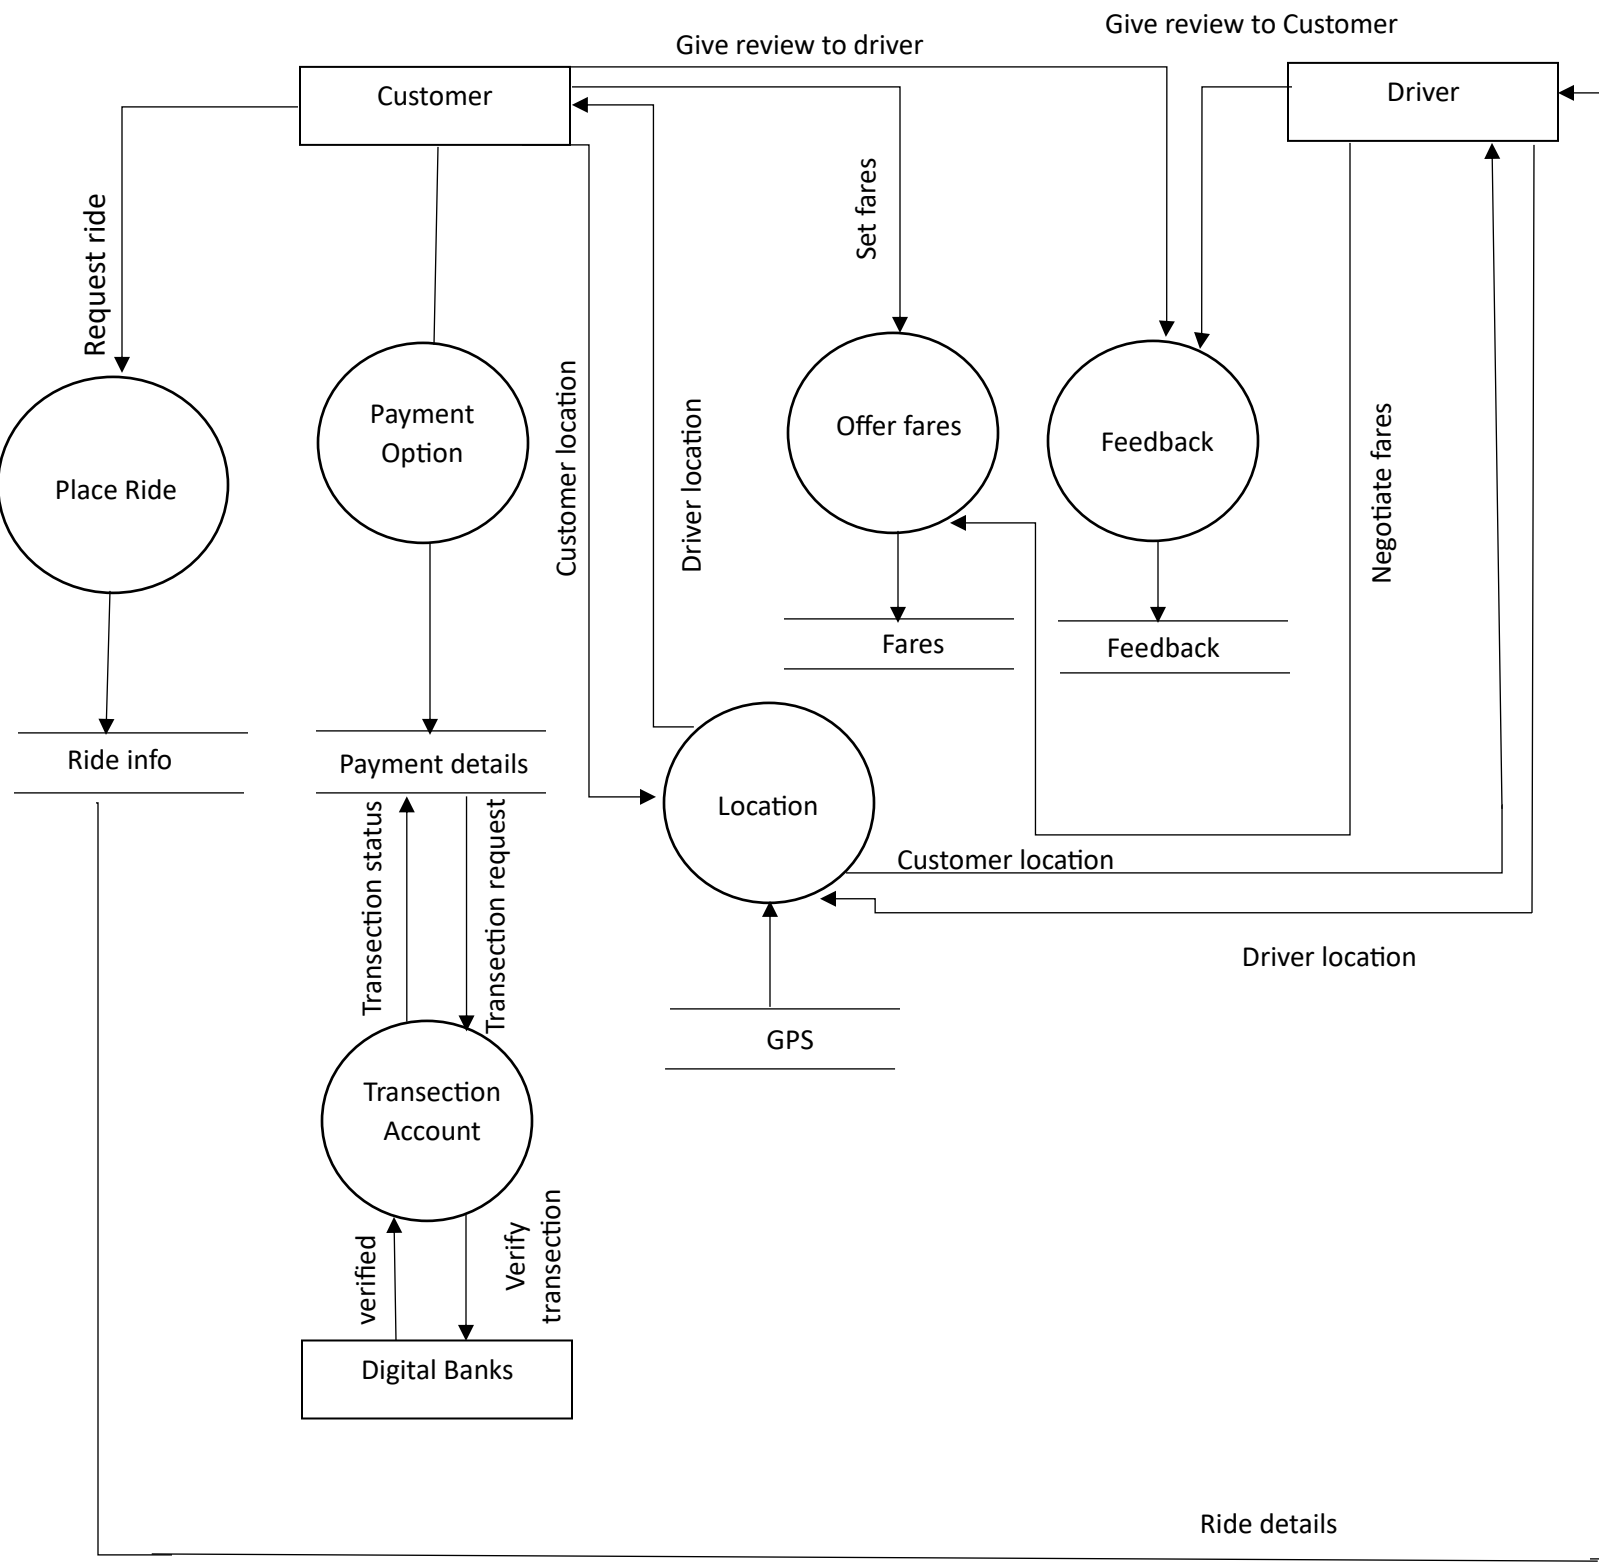 Give review to Customer
Give review to driver
Customer
Driver
Request ride
Set fares
Customer location
Driver location
Negotiate fares
Place Ride
Payment
Option
Offer fares
Feedback
Fares
Feedback
Ride info
Payment details
Location
Transection status
Transection request
Customer location
Driver location
GPS
Transection
Account
verified
Verify
transection
Digital Banks
Ride details